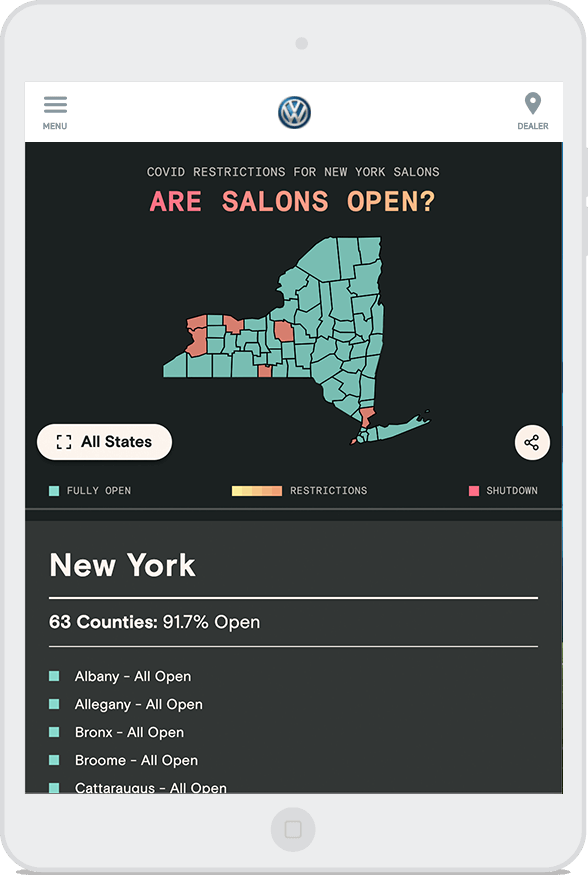 MENU
DEALER
COVID RESTRICTIONS FOR NEW YORK SALONS
ARE SALONS OPEN?
All States
FULLY OPEN
RESTRICTIONS
SHUTDOWN
New York
63 Counties: 91.7% Open
Albany - All Open
Allegany - All Open
Bronx - All Open
Broome - All Open
Cattaraugus - All Open